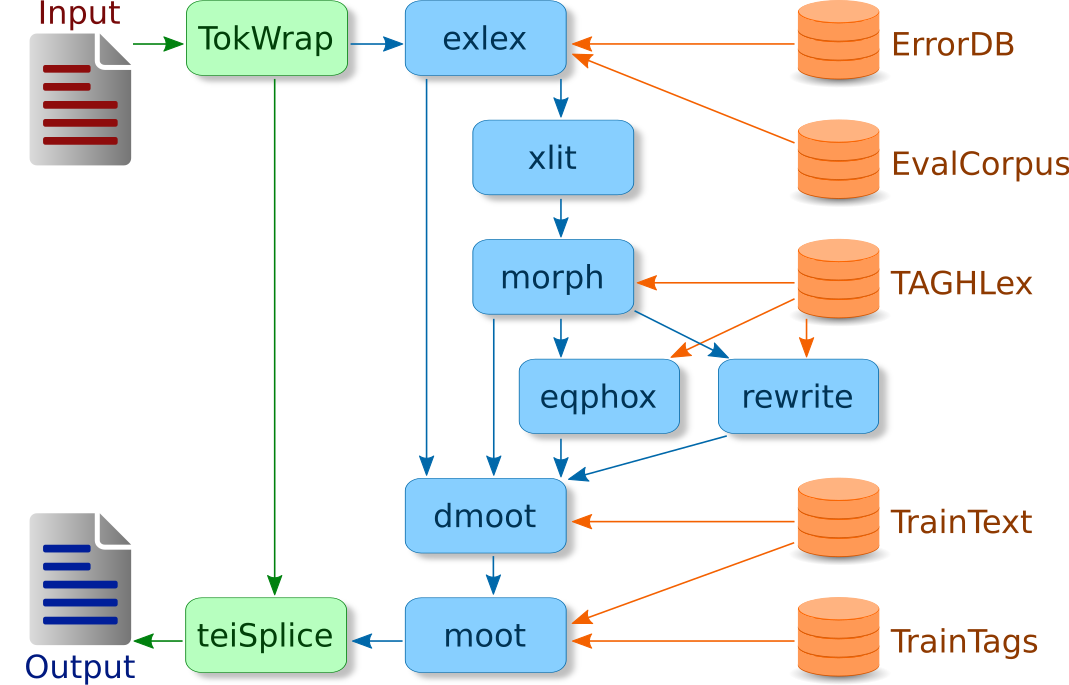 Input
TokWrap
exlex
ErrorDB
xlit
EvalCorpus
morph
TAGHLex
eqphox
rewrite
dmoot
TrainText
Output
teiSplice
moot
TrainTags